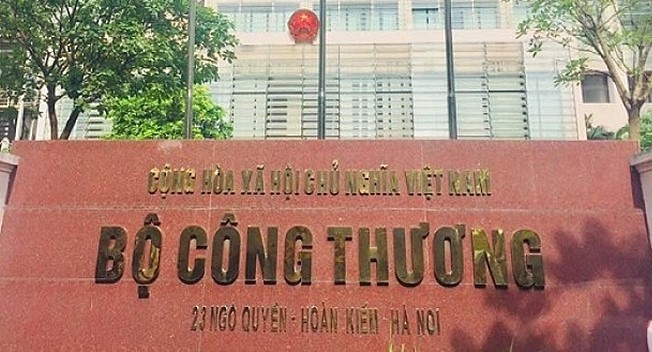 CỘNG HÒA XÃ HỘI CHỦ NGHĨA VIỆT NAM
BỘ CÔNG THƯƠNG
23 NGÔ QUYỀN - HOÀN KIẾM - HÀ NỘI